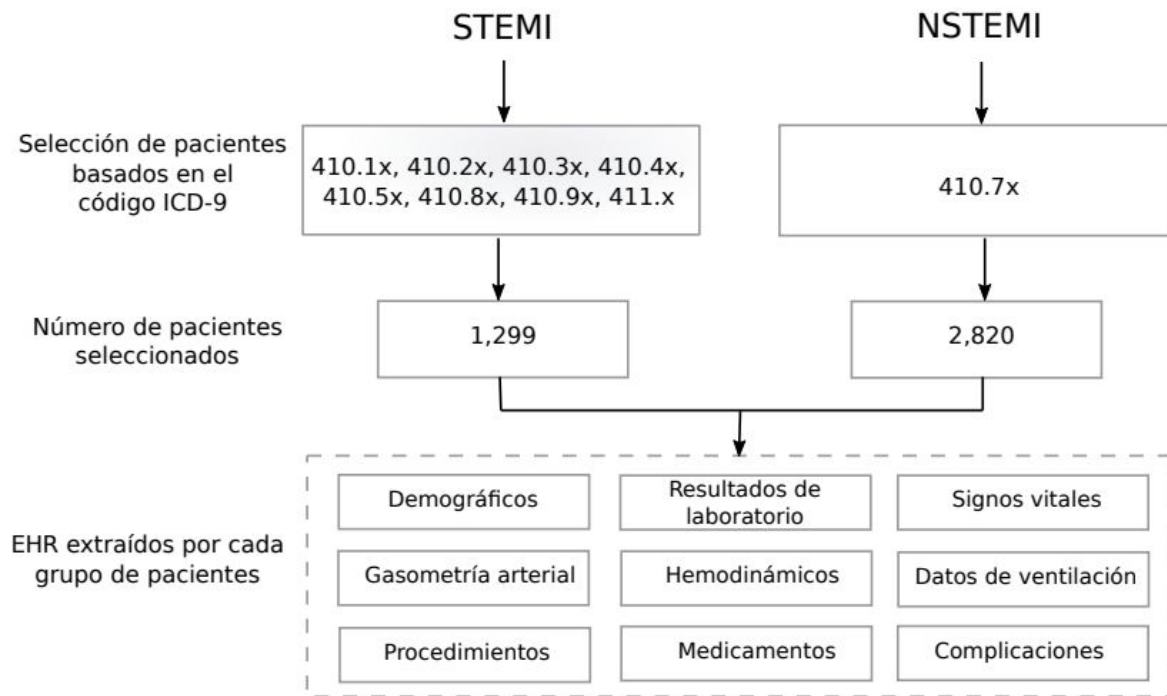 STEMI
NSTEMI
Selección de pacientes
basados en el
código ICD-9
410.1x, 410.2x, 410.3x, 410.4x,
410.5x, 410.8x, 410.9x, 411.x
410.7x
Número de pacientes
seleccionados
1,299
2,820
EHR extraídos por cada
grupo de pacientes
Demográficos
Resultados de
laboratorio
Signos vitales
Gasometría arterial
Hemodinámicos
Datos de ventilación
Procedimientos
Medicamentos
Complicaciones